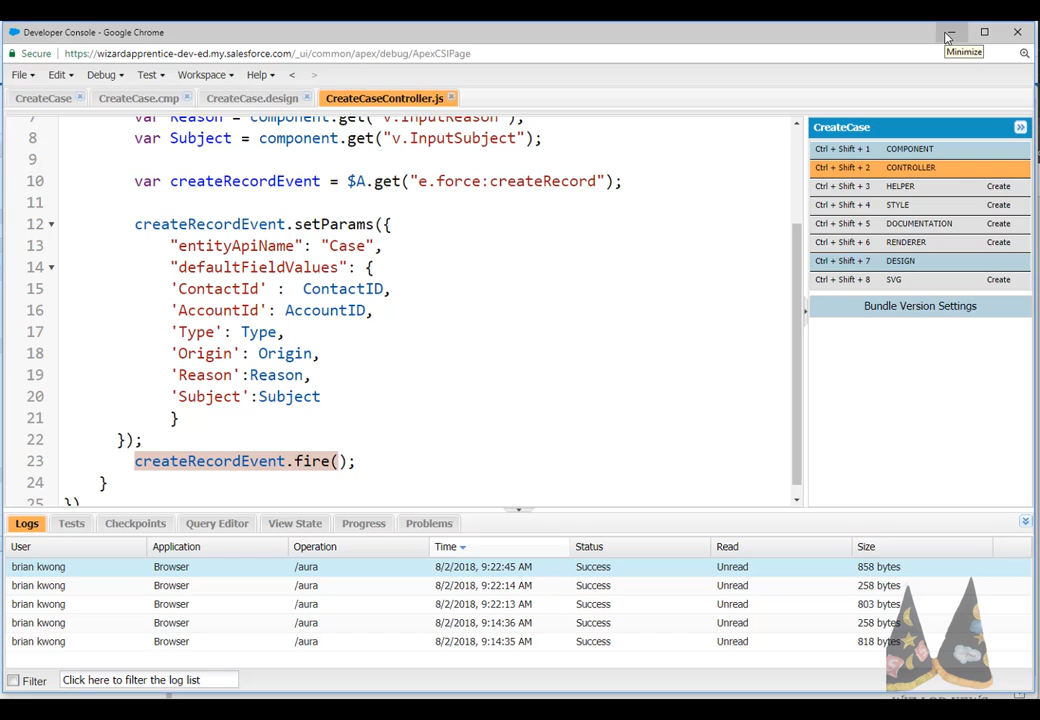 Developer Console - Google Chrome
Minimize
Secure https://wizardapprentice-dev-ed.my.salesforce.com/_ui/common/apex/debug/ApexCSIPage
File Edit Debug Test Workspace Help < >
CreateCase CreateCase.cmp CreateCase.design CreateCaseController.js
7 var Reason = component.get("v.InputReason");
8 var Subject = component.get("v.InputSubject");
9
10 var createRecordEvent = $A.get("e.force:createRecord");
11
12 createRecordEvent.setParams({
13 "entityApiName": "Case",
14 "defaultFieldValues": {
15 'ContactId' : ContactID,
16 'AccountId': AccountID,
17 'Type': Type,
18 'Origin': Origin,
19 'Reason':Reason,
20 'Subject':Subject
21 }
22 });
23 createRecordEvent.fire();
24 }
25 })
CreateCase
Ctrl + Shift + 1 COMPONENT
Ctrl + Shift + 2 CONTROLLER
Ctrl + Shift + 3 HELPER Create
Ctrl + Shift + 4 STYLE Create
Ctrl + Shift + 5 DOCUMENTATION Create
Ctrl + Shift + 6 RENDERER Create
Ctrl + Shift + 7 DESIGN
Ctrl + Shift + 8 SVG Create
Bundle Version Settings
Logs Tests Checkpoints Query Editor View State Progress Problems
User Application Operation Time Status Read Size
brian kwong Browser /aura 8/2/2018, 9:22:45 AM Success Unread 858 bytes
brian kwong Browser /aura 8/2/2018, 9:22:14 AM Success Unread 258 bytes
brian kwong Browser /aura 8/2/2018, 9:22:13 AM Success Unread 803 bytes
brian kwong Browser /aura 8/2/2018, 9:14:36 AM Success Unread 258 bytes
brian kwong Browser /aura 8/2/2018, 9:14:35 AM Success Unread 818 bytes
Filter Click here to filter the log list